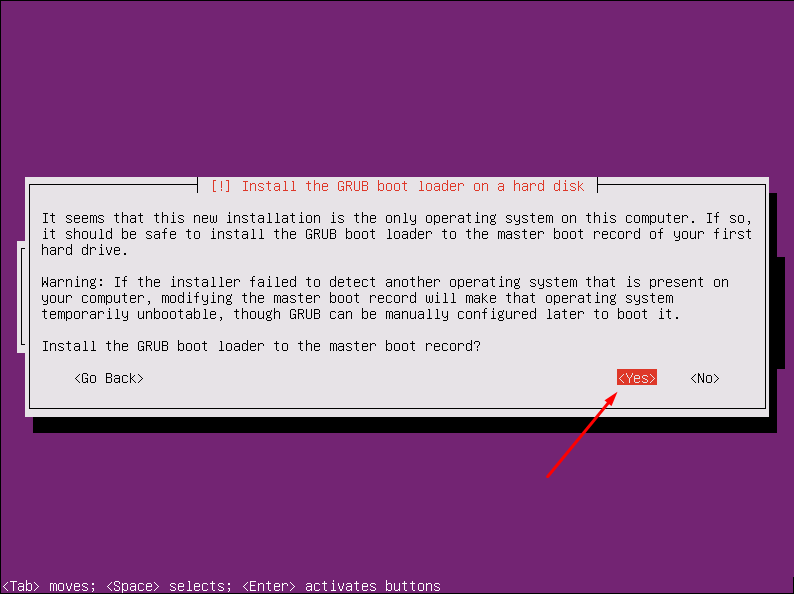 [!] Install the GRUB boot loader on a hard disk
It seems that this new installation is the only operating system on this computer. If so,
it should be safe to install the GRUB boot loader to the master boot record of your first
hard drive.
Warning: If the installer failed to detect another operating system that is present on
your computer, modifying the master boot record will make that operating system
temporarily unbootable, though GRUB can be manually configured later to boot it.
Install the GRUB boot loader to the master boot record?
<Go Back> <Yes> <No>
<Tab> moves; <Space> selects; <Enter> activates buttons